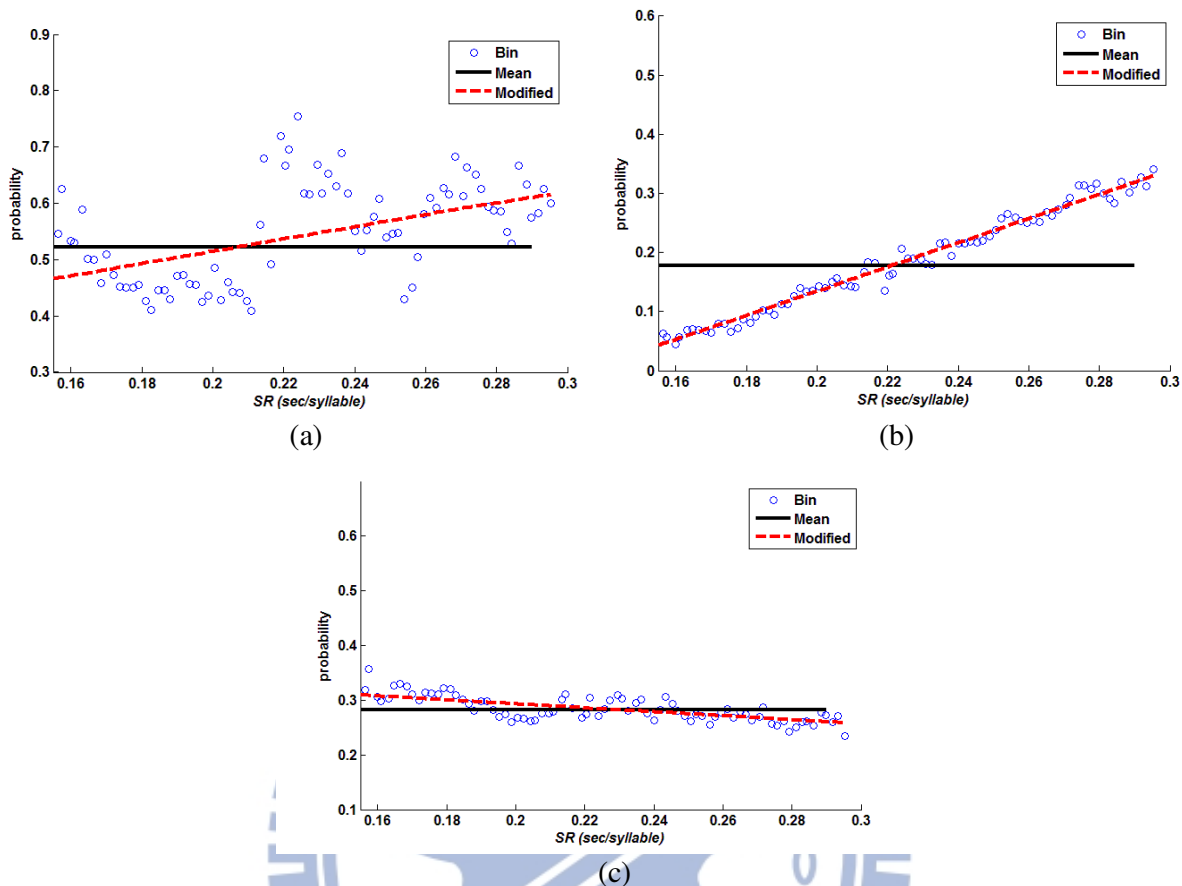 0.9
0.8
0.7
0.6
0.5
0.4
0.3
probability
Bin
Mean
Modified
0.16 0.18 0.2 0.22 0.24 0.26 0.28 0.3
SR (sec/syllable)
(a)
0.6
0.5
0.4
0.3
0.2
0.1
0
probability
Bin
Mean
Modified
0.16 0.18 0.2 0.22 0.24 0.26 0.28 0.3
SR (sec/syllable)
(b)
0.6
0.5
0.4
0.3
0.2
0.1
probability
Bin
Mean
Modified
0.16 0.18 0.2 0.22 0.24 0.26 0.28 0.3
SR (sec/syllable)
(c)